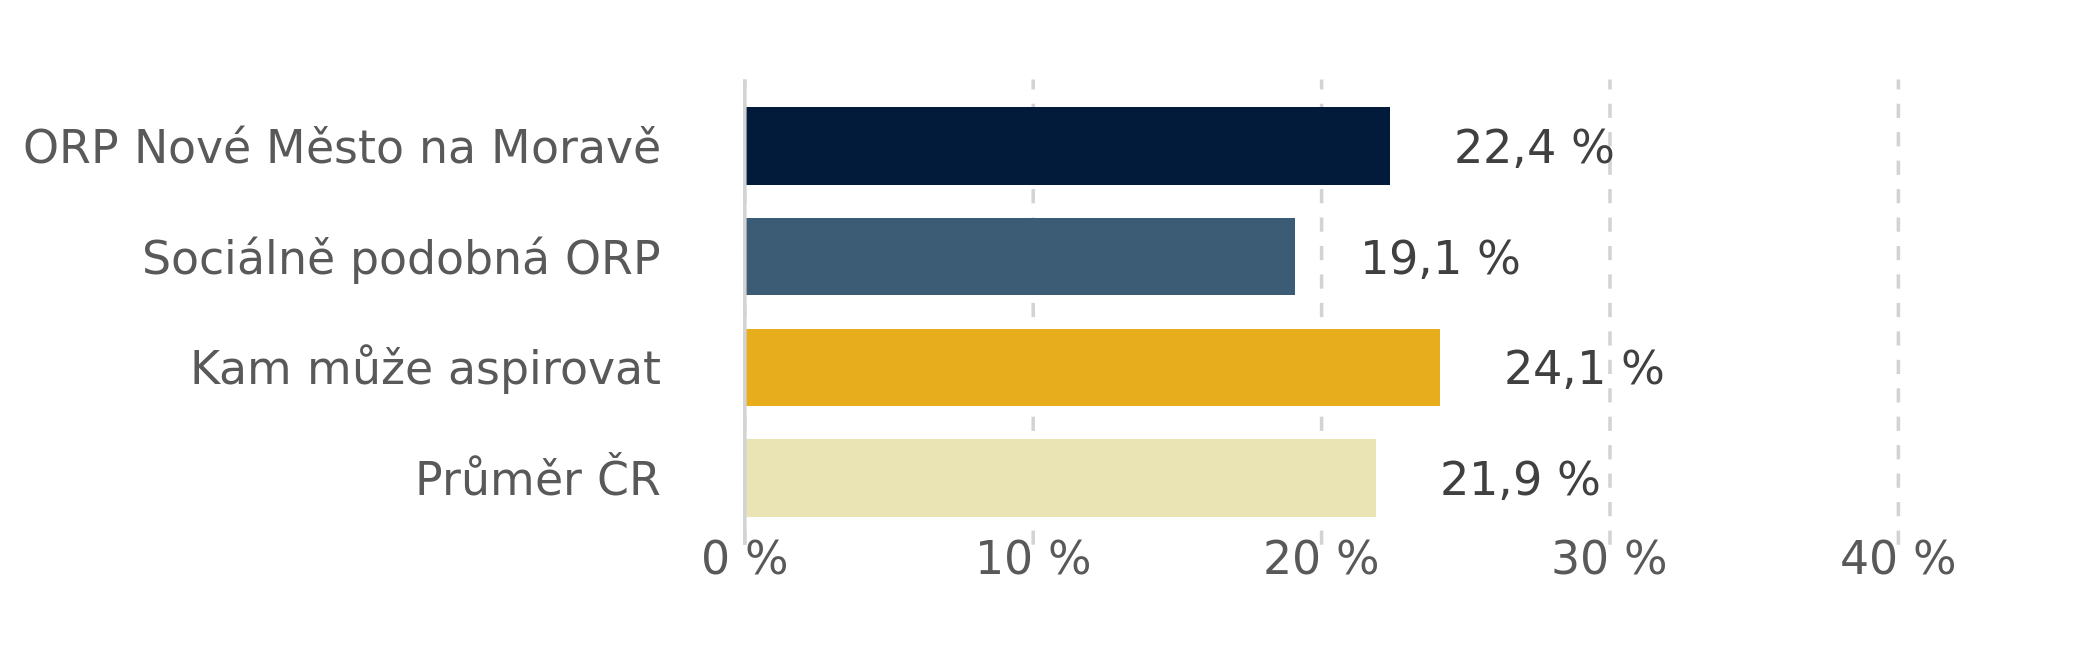 ORP Nové Město na Moravě 22,4 %
Sociálně podobná ORP 19,1 %
Kam může aspirovat 24,1 %
Průměr ČR 21,9 %
0 % 10 % 20 % 30 % 40 %